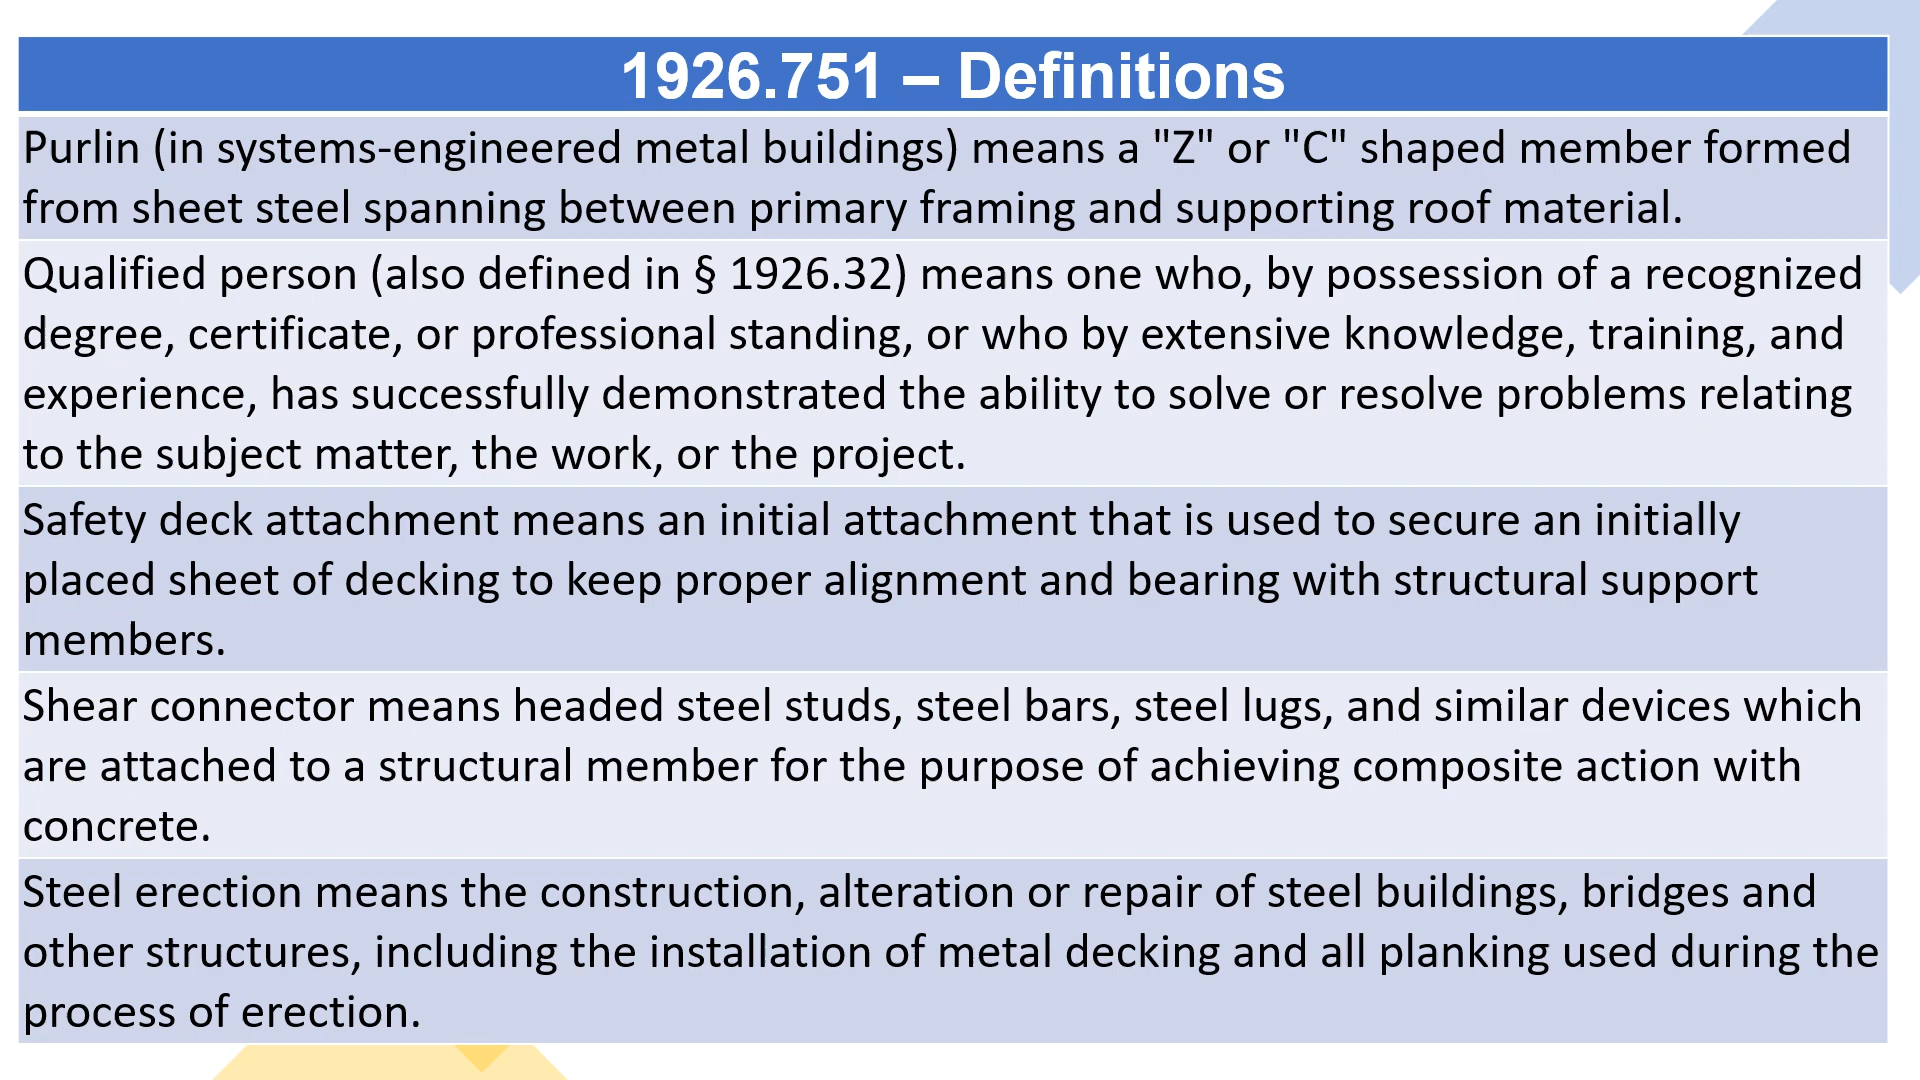 1926.751 – Definitions
Purlin (in systems-engineered metal buildings) means a "Z" or "C" shaped member formed
from sheet steel spanning between primary framing and supporting roof material.
Qualified person (also defined in § 1926.32) means one who, by possession of a recognized
degree, certificate, or professional standing, or who by extensive knowledge, training, and
experience, has successfully demonstrated the ability to solve or resolve problems relating
to the subject matter, the work, or the project.
Safety deck attachment means an initial attachment that is used to secure an initially
placed sheet of decking to keep proper alignment and bearing with structural support
members.
Shear connector means headed steel studs, steel bars, steel lugs, and similar devices which
are attached to a structural member for the purpose of achieving composite action with
concrete.
Steel erection means the construction, alteration or repair of steel buildings, bridges and
other structures, including the installation of metal decking and all planking used during the
process of erection.